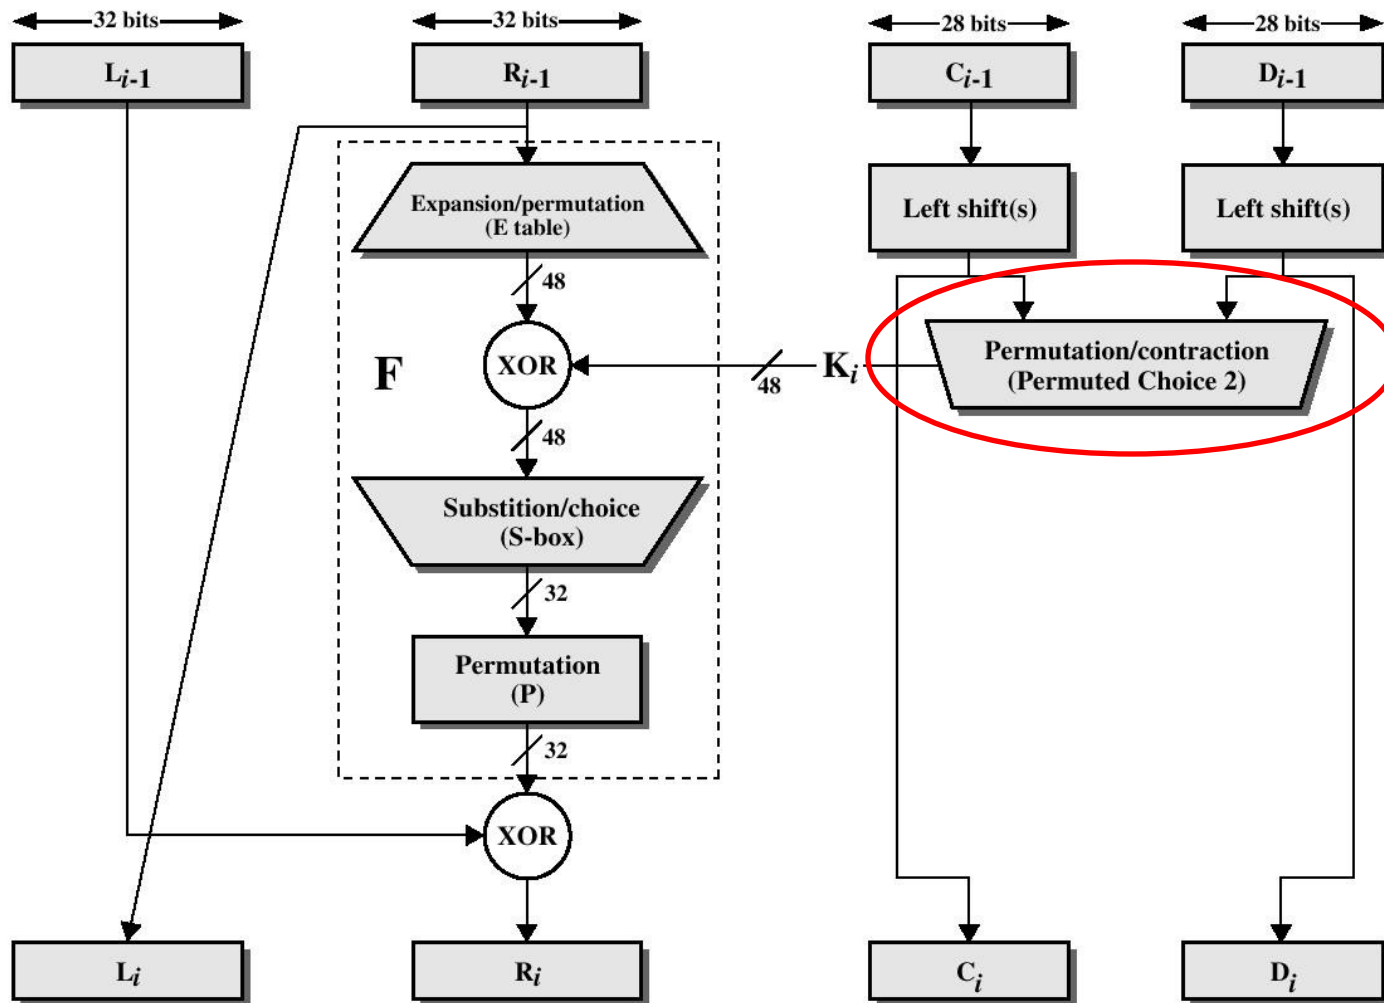 32 bits
32 bits
28 bits
28 bits
Li-1
Ri-1
Ci-1
Di-1
Expansion/permutation
(E table)
Left shift(s)
Left shift(s)
48
F
XOR
48
Ki
Permutation/contraction
(Permuted Choice 2)
48
Substition/choice
(S-box)
32
Permutation
(P)
32
XOR
Li
Ri
Ci
Di